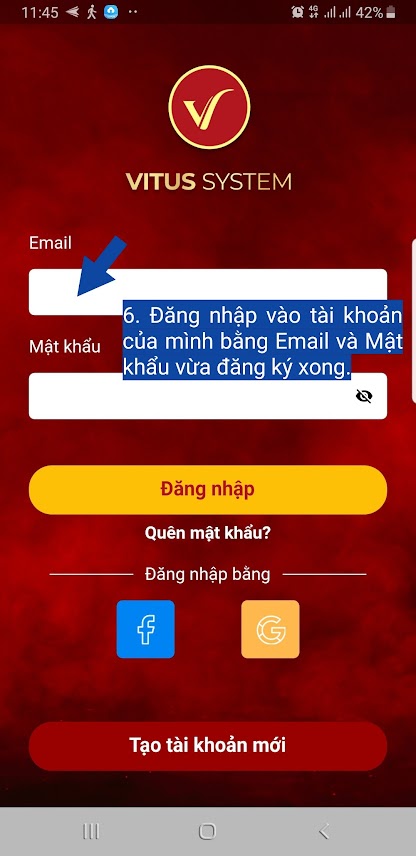 11:45
4G
42%
VITUS SYSTEM
Email
6. Đăng nhập vào tài khoản
của mình bằng Email và Mật
khẩu vừa đăng ký xong.
Mật khẩu
Đăng nhập
Quên mật khẩu?
Đăng nhập bằng
Tạo tài khoản mới